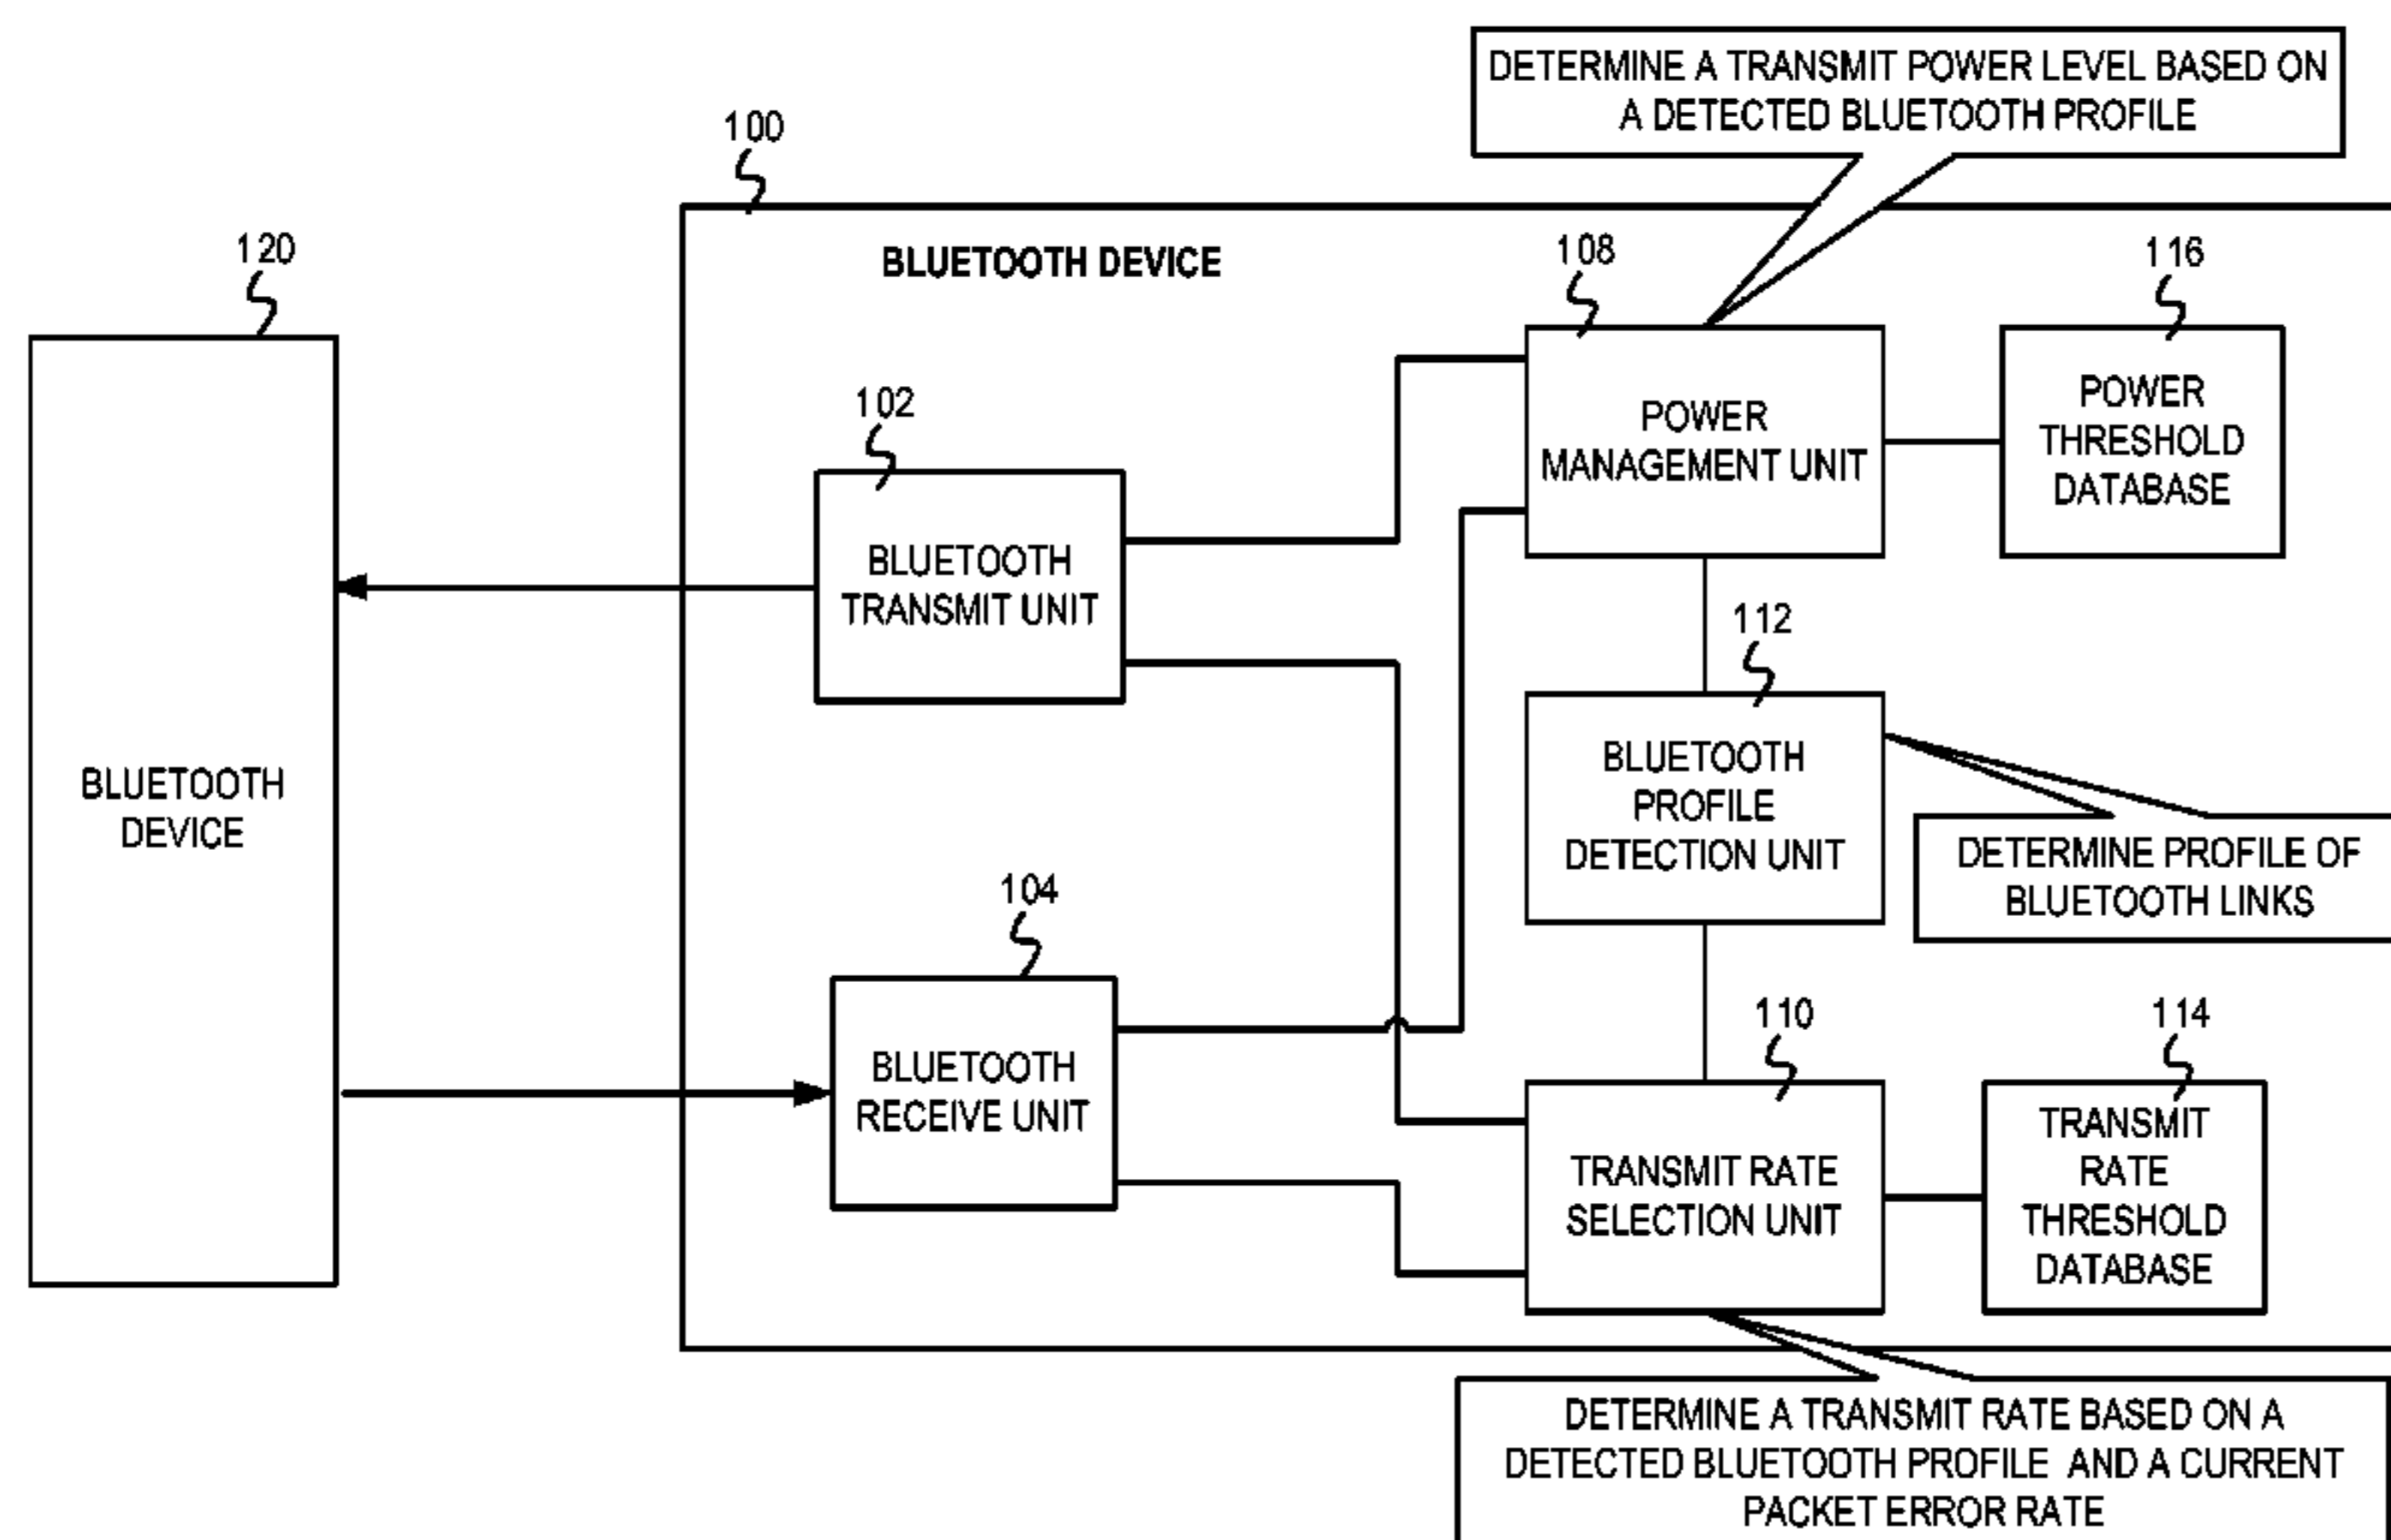 DETERMINE A TRANSMIT POWER LEVEL BASED ON
A DETECTED BLUETOOTH PROFILE
100
120
BLUETOOTH DEVICE
108
116
POWER
MANAGEMENT UNIT
POWER
THRESHOLD
DATABASE
102
BLUETOOTH
TRANSMIT UNIT
112
BLUETOOTH
PROFILE
DETECTION UNIT
BLUETOOTH
DEVICE
DETERMINE PROFILE OF
BLUETOOTH LINKS
104
BLUETOOTH
RECEIVE UNIT
110
114
TRANSMIT RATE
SELECTION UNIT
TRANSMIT
RATE
THRESHOLD
DATABASE
DETERMINE A TRANSMIT RATE BASED ON A
DETECTED BLUETOOTH PROFILE AND A CURRENT
PACKET ERROR RATE